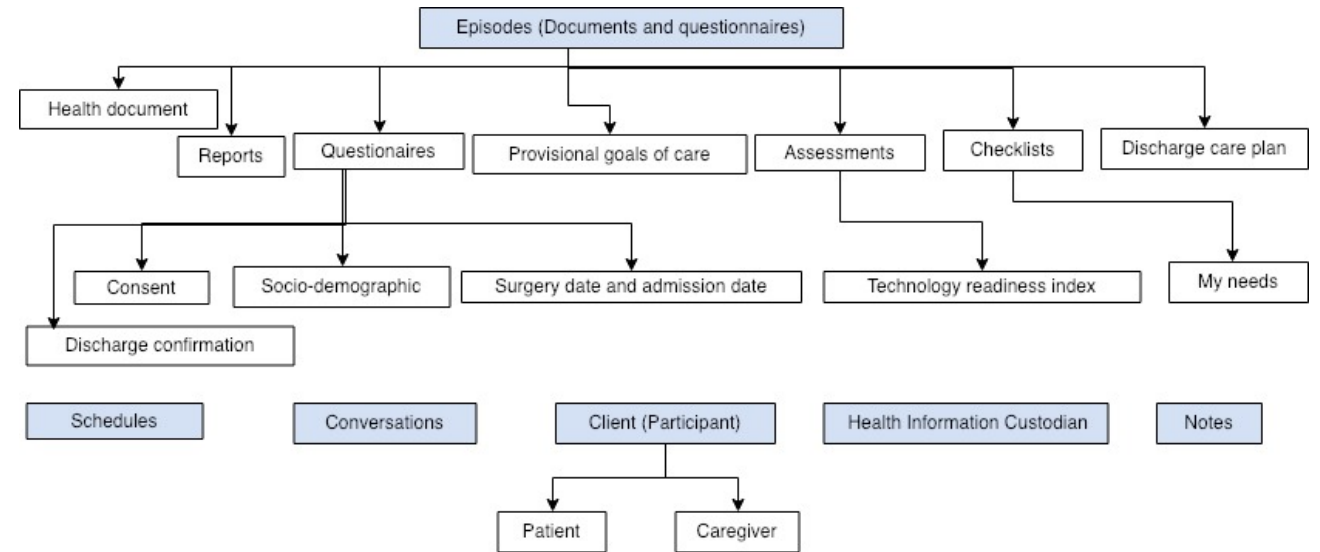 Episodes (Documents and questionnaires)
Health document
Reports
Questionaires
Provisional goals of care
Assessments
Checklists
Discharge care plan
Consent
Socio-demographic
Surgery date and admission date
Technology readiness index
My needs
Discharge confirmation
Schedules
Conversations
Client (Participant)
Health Information Custodian
Notes
Patient
Caregiver